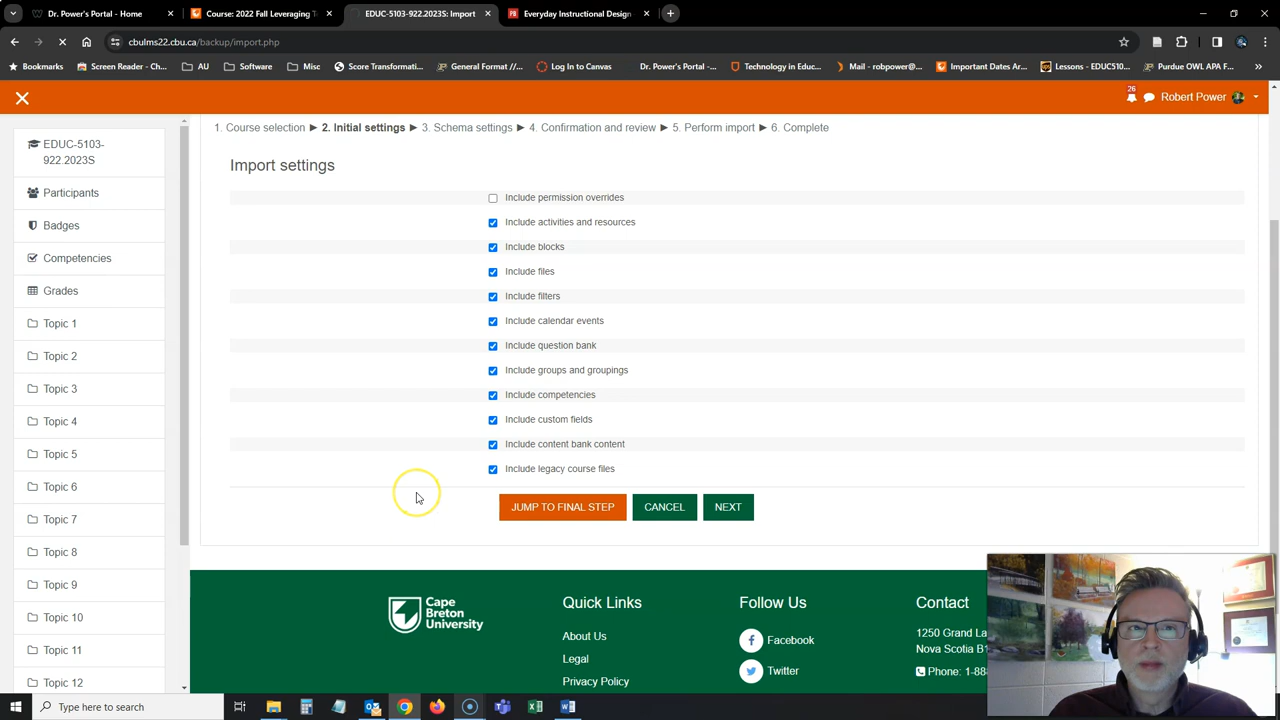 Dr. Power's Portal - Home
Course: 2022 Fall Leveraging T
EDUC-5103-922.2023S: Import
Everyday Instructional Design
cbulms22.cbu.ca/backup/import.php
Bookmarks
Screen Reader - Ch...
AU
Software
Misc
Score Transformati...
General Format //...
Log In to Canvas
Dr. Power's Portal -...
Technology in Educ...
Mail - robpower@...
Important Dates Ar...
Lessons - EDUC510...
Purdue OWL APA F...
26
Robert Power
EDUC-5103-
922.2023S
Participants
Badges
Competencies
Grades
Topic 1
Topic 2
Topic 3
Topic 4
Topic 5
Topic 6
Topic 7
Topic 8
Topic 9
Topic 10
Topic 11
Topic 12
1. Course selection ► 2. Initial settings ► 3. Schema settings ► 4. Confirmation and review ► 5. Perform import ► 6. Complete
Import settings
Include permission overrides
Include activities and resources
Include blocks
Include files
Include filters
Include calendar events
Include question bank
Include groups and groupings
Include competencies
Include custom fields
Include content bank content
Include legacy course files
JUMP TO FINAL STEP
CANCEL
NEXT
Cape
Breton
University
Quick Links
About Us
Legal
Privacy Policy
Follow Us
Facebook
Twitter
Contact
1250 Grand La
Nova Scotia B1
Phone: 1-88
Type here to search